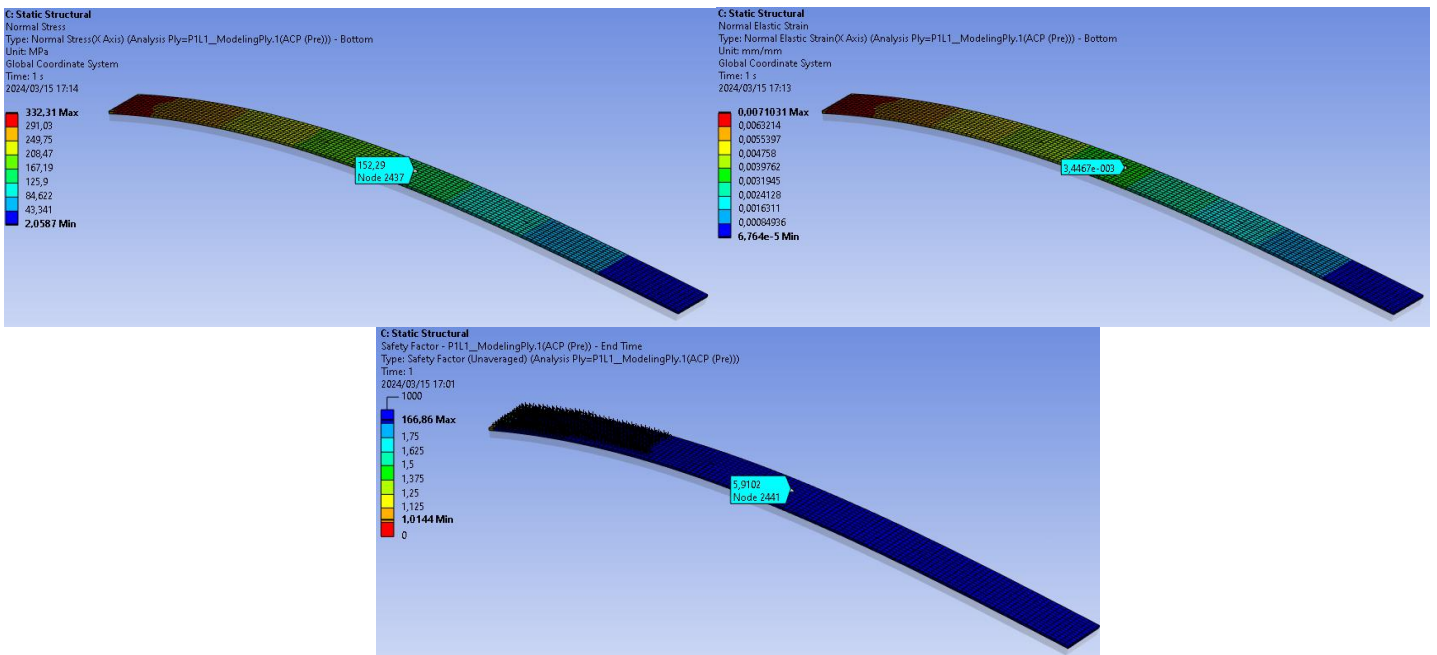 C: Static Structural
Normal Stress
Type: Normal Stress(X Axis) (Analysis Ply=P1L1__ModelingPly.1(ACP (Pre))) - Bottom
Unit: MPa
Global Coordinate System
Time: 1 s
2024/03/15 17:14
332,31 Max
291,03
249,75
208,47
167,19
125,9
84,622
43,341
2,0587 Min
152,29
Node 2437
C: Static Structural
Normal Elastic Strain
Type: Normal Elastic Strain(X Axis) (Analysis Ply=P1L1__ModelingPly.1(ACP (Pre))) - Bottom
Unit: mm/mm
Global Coordinate System
Time: 1 s
2024/03/15 17:13
0,0071031 Max
0,0063214
0,0055397
0,004758
0,0039762
0,0031945
0,0024128
0,0016311
0,00084936
6,764e-5 Min
3,4467e-003
C: Static Structural
Safety Factor - P1L1__ModelingPly.1(ACP (Pre)) - End Time
Type: Safety Factor (Unaveraged) (Analysis Ply=P1L1__ModelingPly.1(ACP (Pre)))
Time: 1
2024/03/15 17:01
1000
166,86 Max
1,75
1,625
1,5
1,375
1,25
1,125
1,0144 Min
0
5,9102
Node 2441